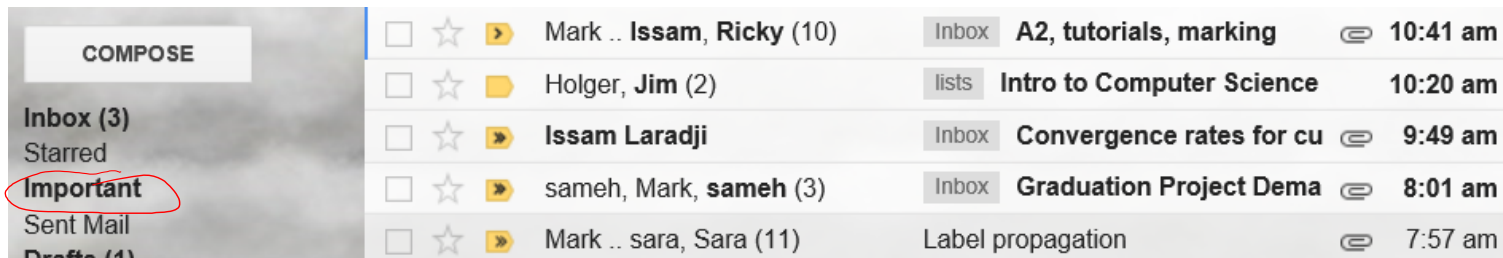 COMPOSE
Inbox (3)
Starred
Important
Sent Mail
Drafts (1)
Mark .. Issam, Ricky (10) Inbox A2, tutorials, marking 10:41 am
Holger, Jim (2) lists Intro to Computer Science 10:20 am
Issam Laradji Inbox Convergence rates for cu 9:49 am
sameh, Mark, sameh (3) Inbox Graduation Project Dema 8:01 am
Mark .. sara, Sara (11) Label propagation 7:57 am